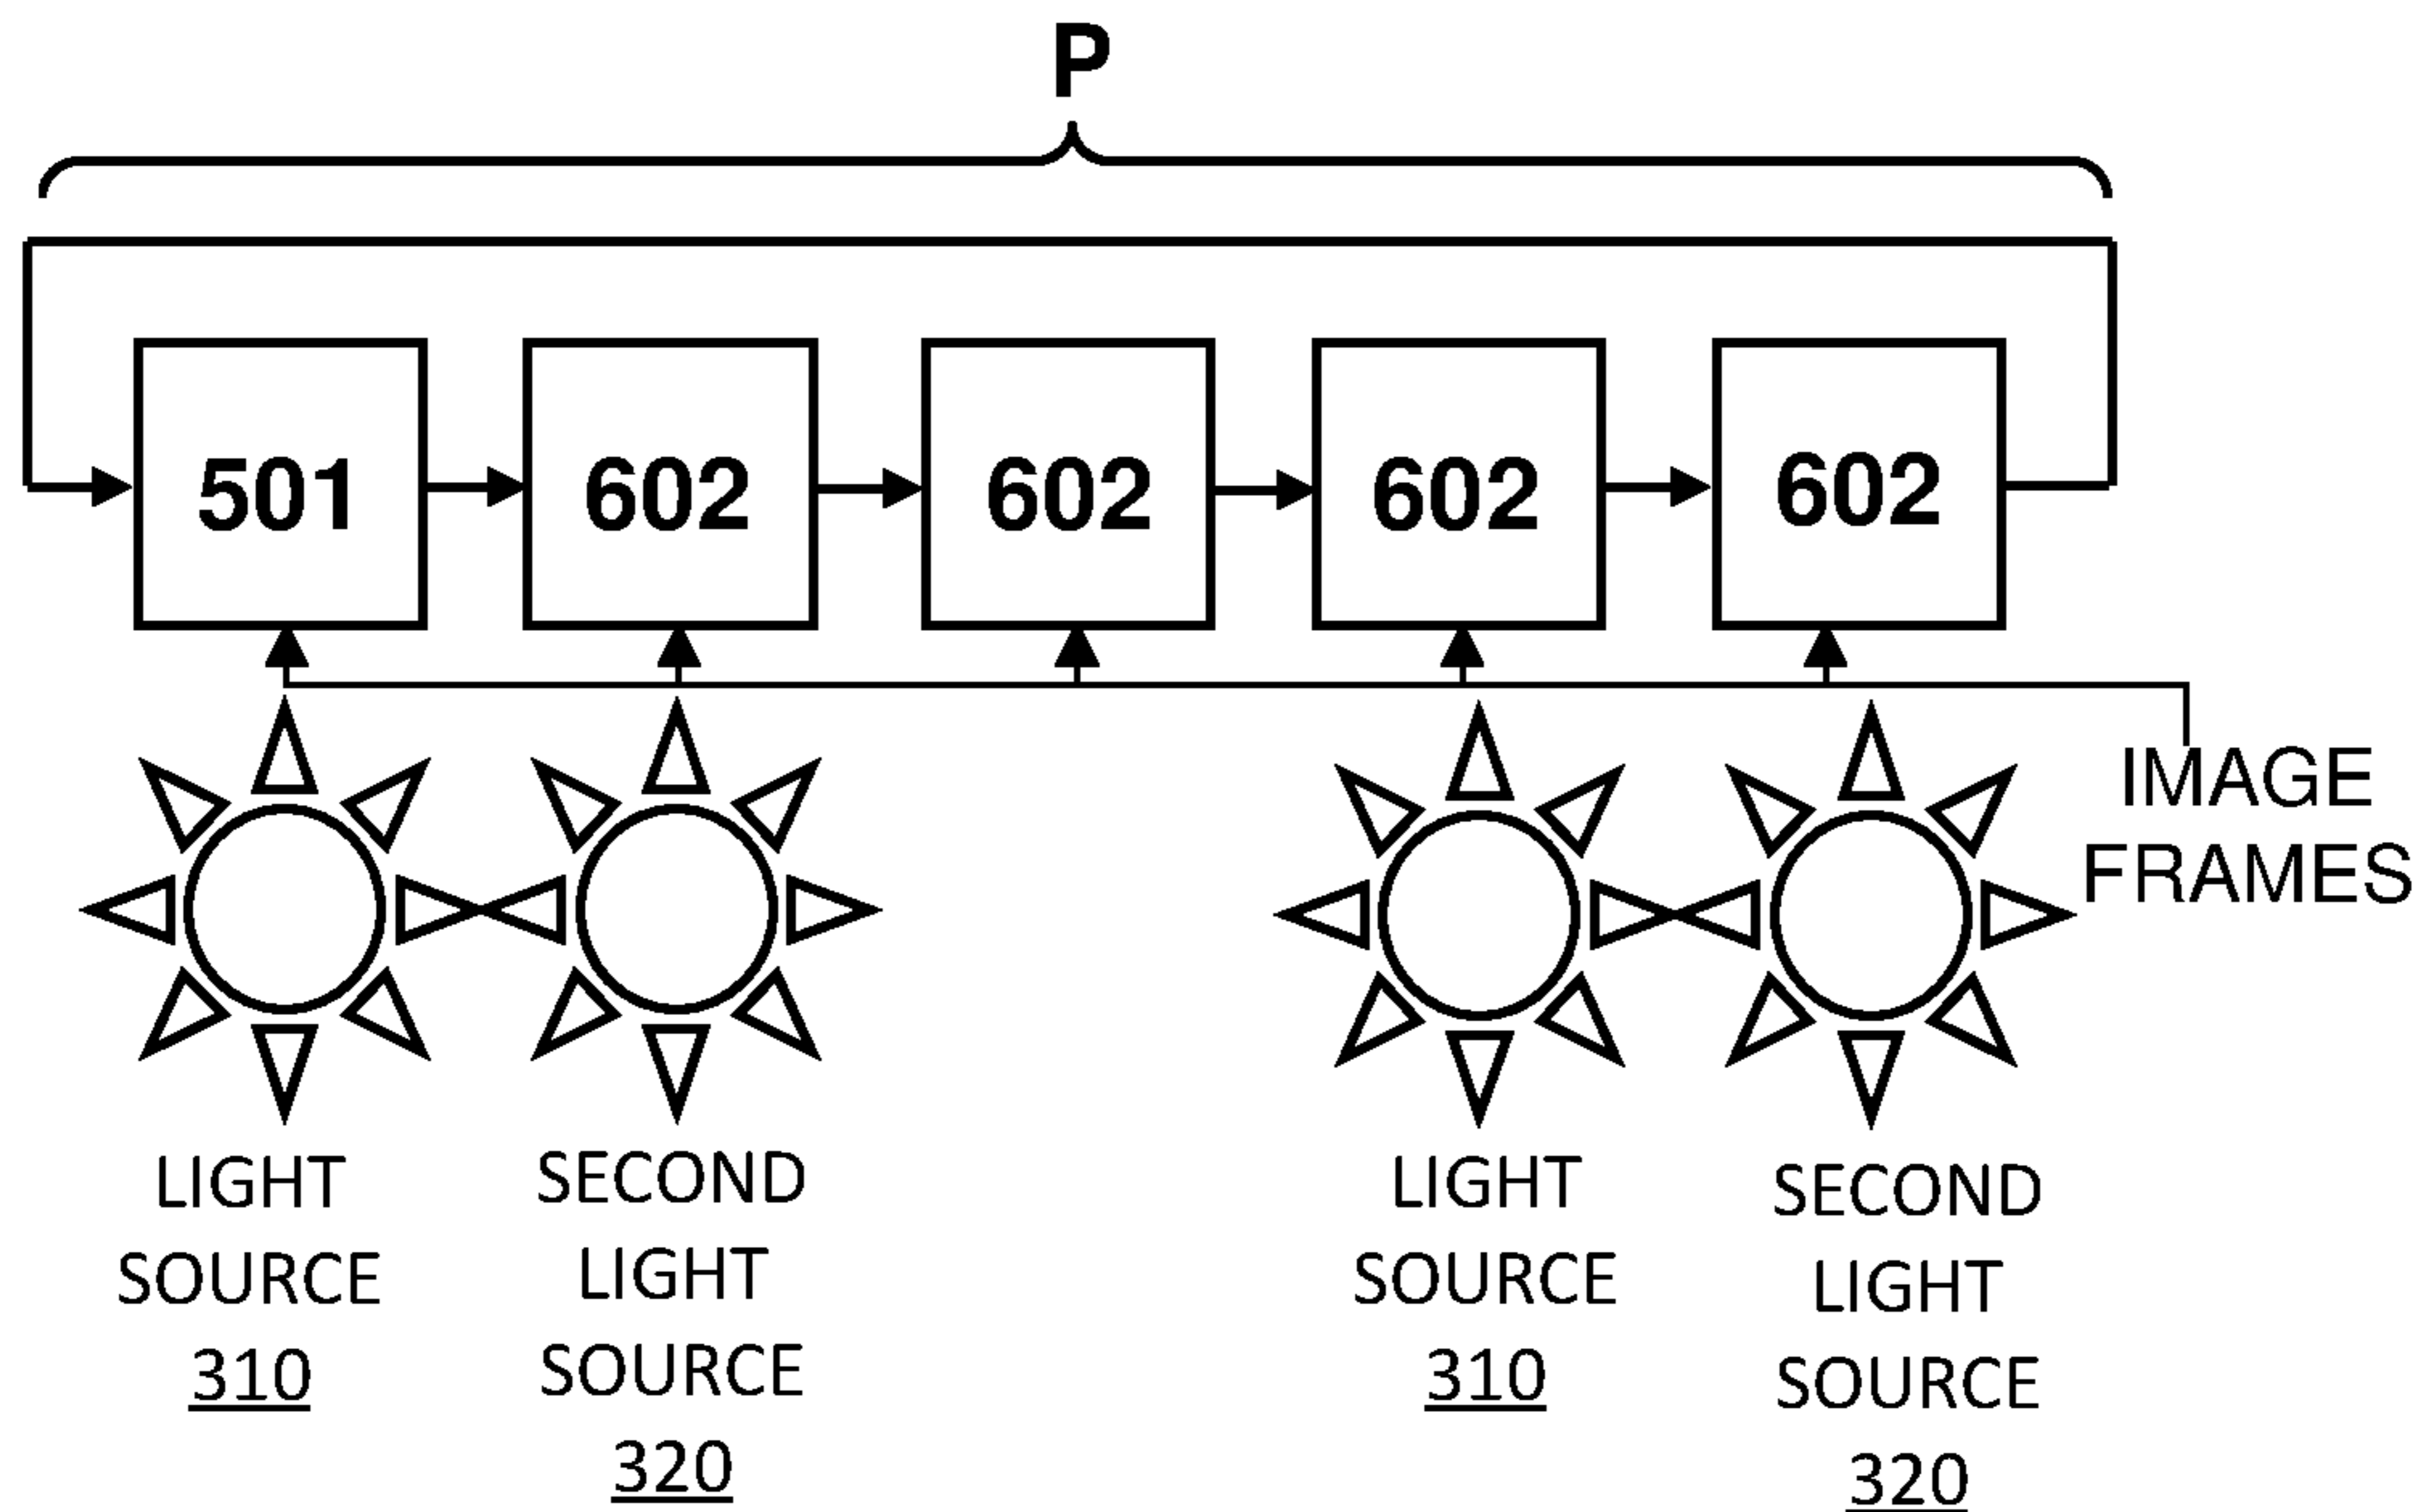 P
501 602 602 602 602
IMAGE
FRAMES
LIGHT
SOURCE
310
SECOND
LIGHT
SOURCE
320
LIGHT
SOURCE
310
SECOND
LIGHT
SOURCE
320